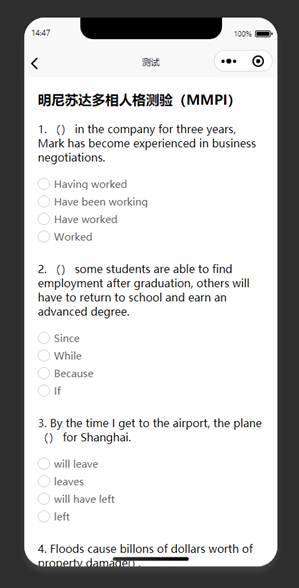 14:47
100%
测试
明尼苏达多相人格测验（MMPI）
1. （） in the company for three years,
Mark has become experienced in business
negotiations.
Having worked
Have been working
Have worked
Worked
2. （） some students are able to find
employment after graduation, others will
have to return to school and earn an
advanced degree.
Since
While
Because
If
3. By the time I get to the airport, the plane
（） for Shanghai.
will leave
leaves
will have left
left
4. Floods cause billons of dollars worth of
property damage